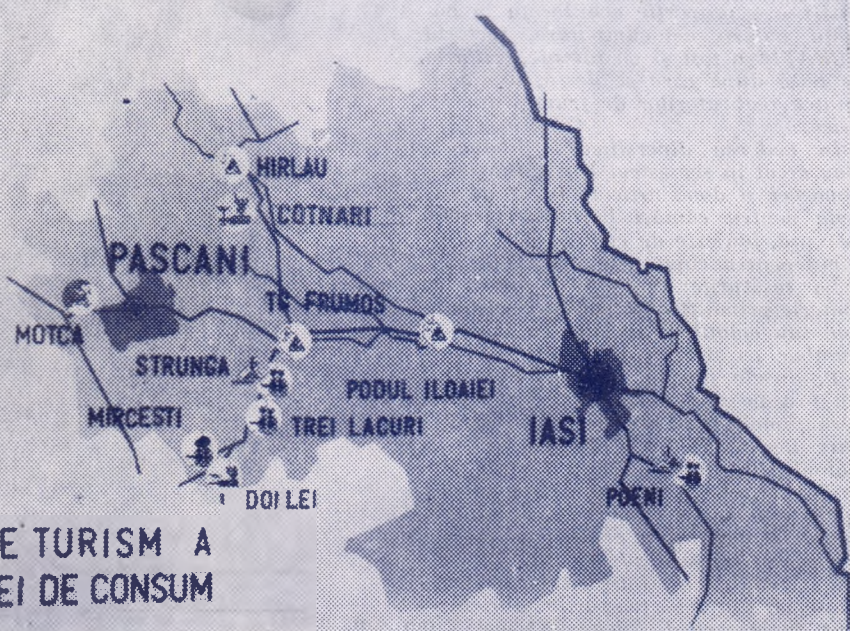 HIRLAU
COTNARI
PASCANI
TG FRUMOS
MOTCA
STRUNGA
PODUL ILOAIEI
MIRCESTI
TREI LACURI
IASI
DOI LEI
POENI
E TURISM A
EI DE CONSUM